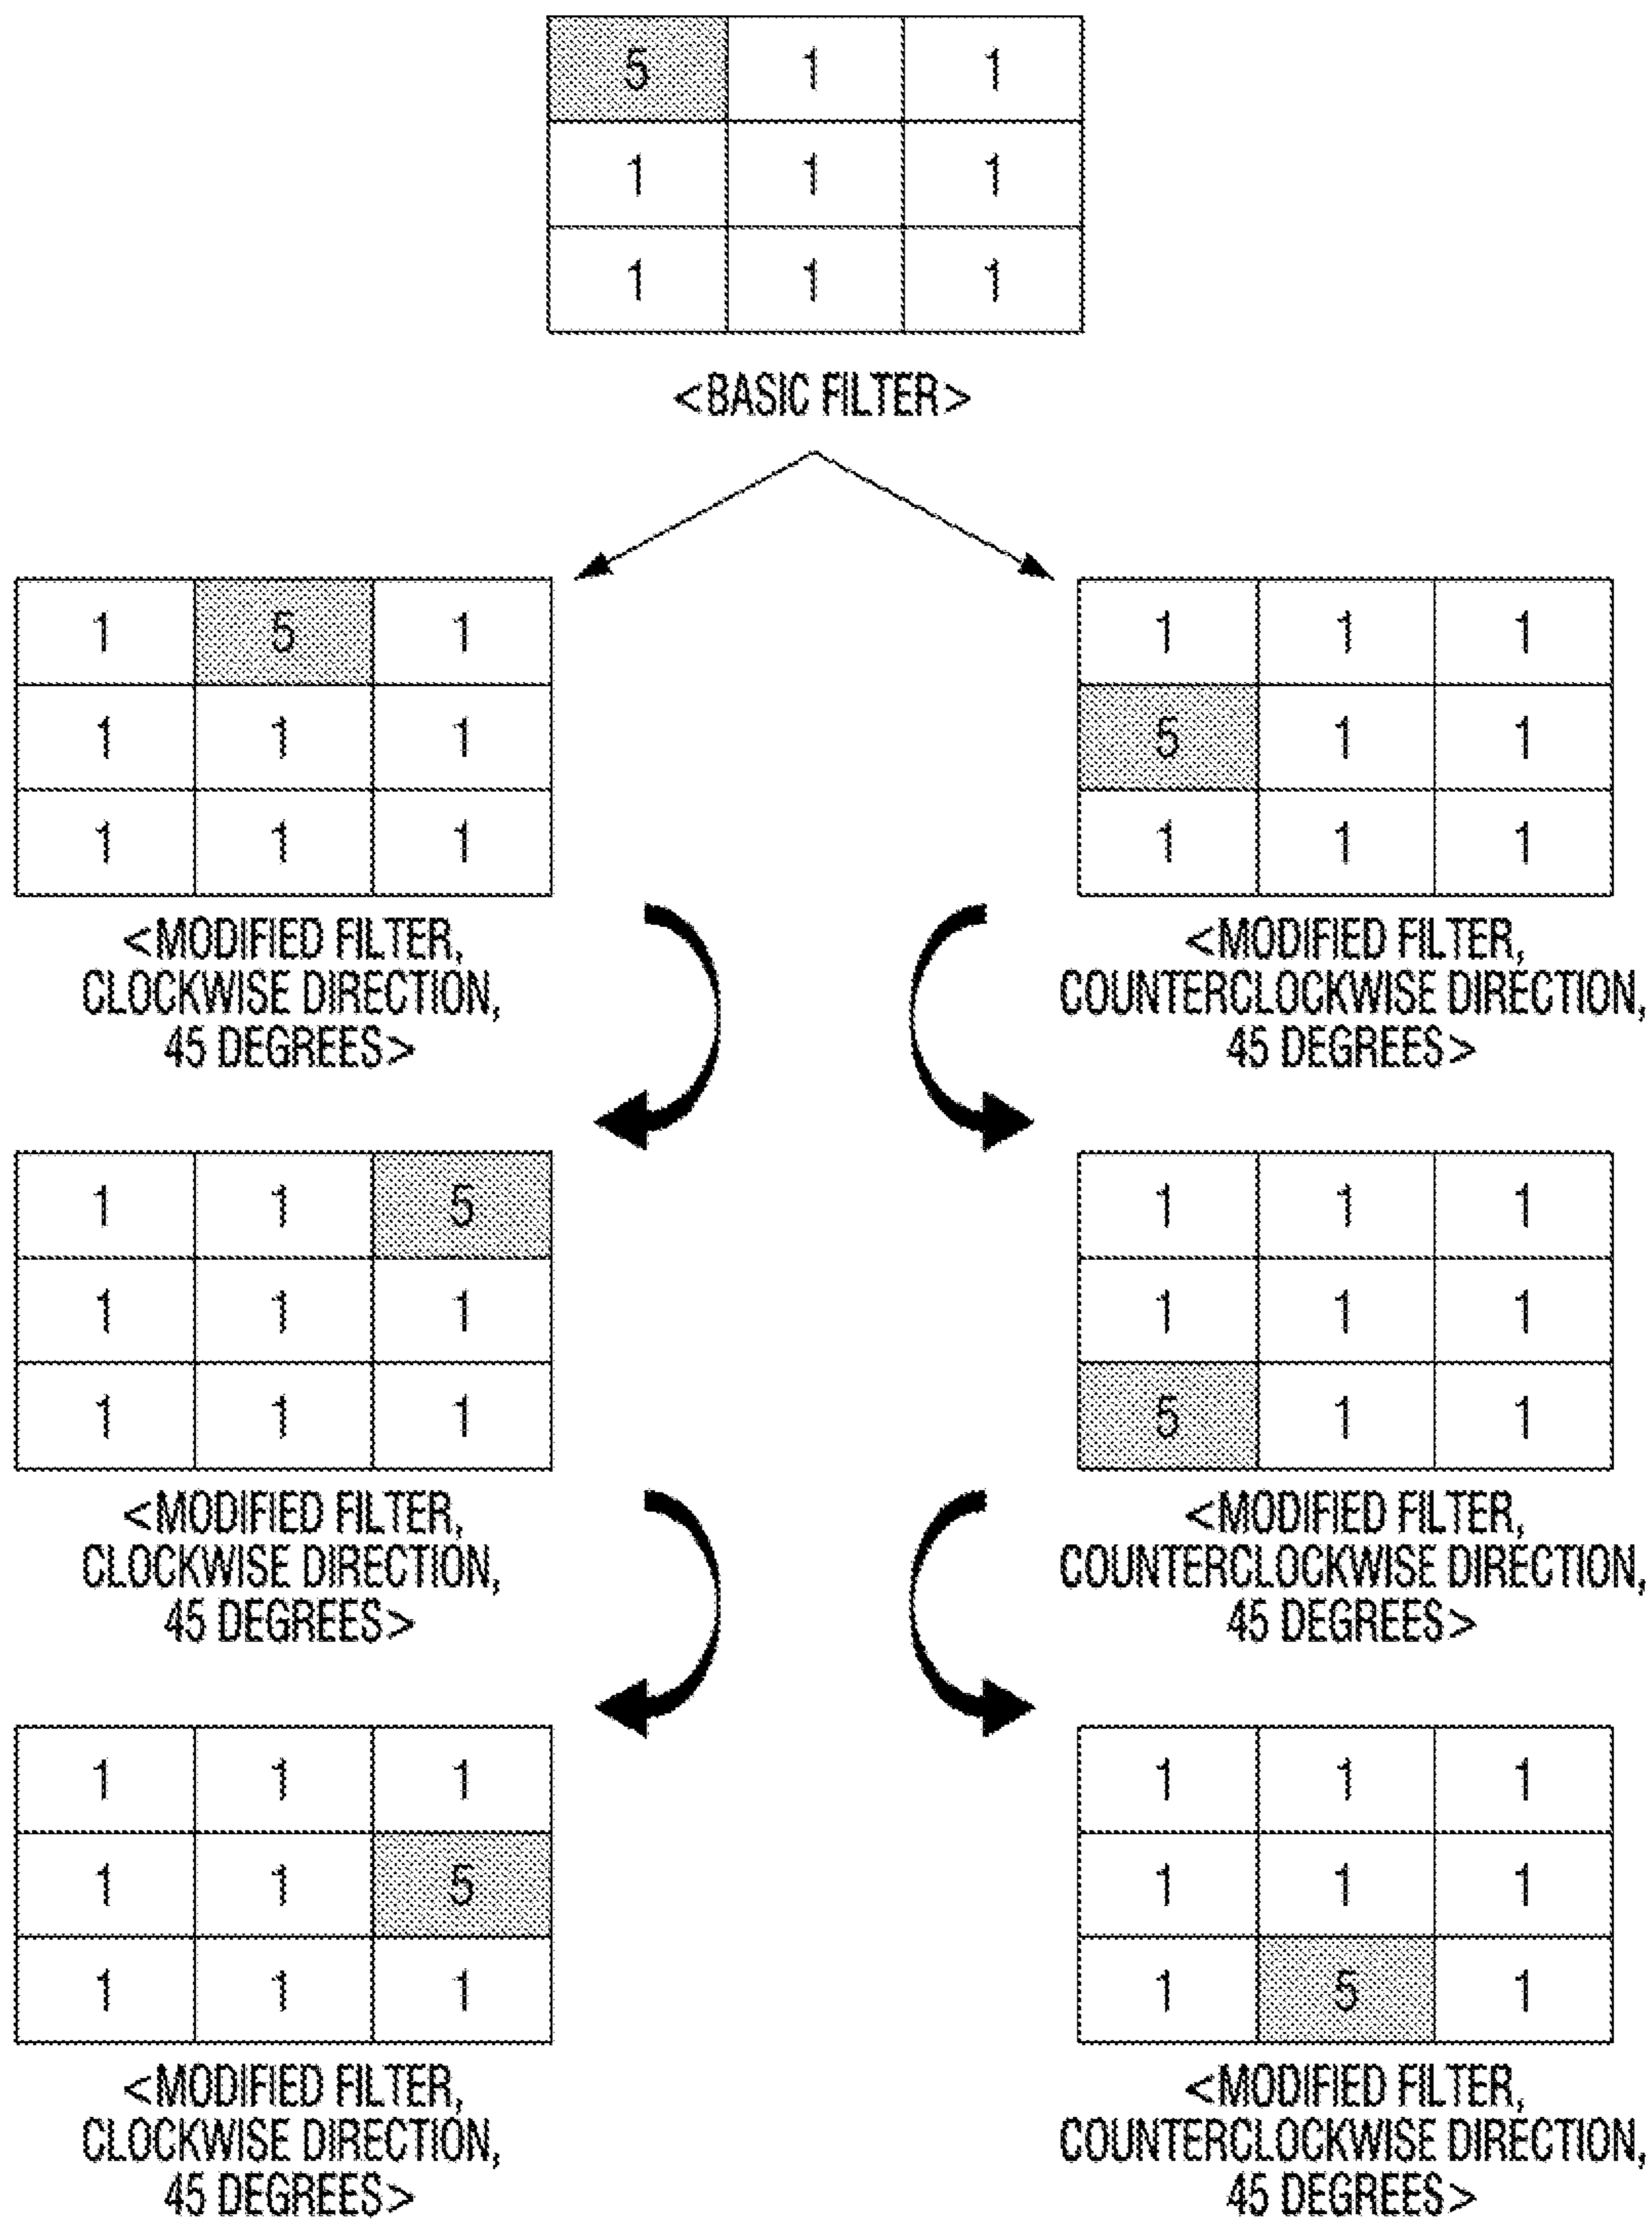 5 1 1
1 1 1
1 1 1
<BASIC FILTER>
1 5 1
1 1 1
1 1 1
<MODIFIED FILTER,
CLOCKWISE DIRECTION,
45 DEGREES>
1 1 1
5 1 1
1 1 1
<MODIFIED FILTER,
COUNTERCLOCKWISE DIRECTION,
45 DEGREES>
1 1 5
1 1 1
1 1 1
<MODIFIED FILTER,
CLOCKWISE DIRECTION,
45 DEGREES>
1 1 1
1 1 1
5 1 1
<MODIFIED FILTER,
COUNTERCLOCKWISE DIRECTION,
45 DEGREES>
1 1 1
1 1 5
1 1 1
<MODIFIED FILTER,
CLOCKWISE DIRECTION,
45 DEGREES>
1 1 1
1 1 1
1 5 1
<MODIFIED FILTER,
COUNTERCLOCKWISE DIRECTION,
45 DEGREES>